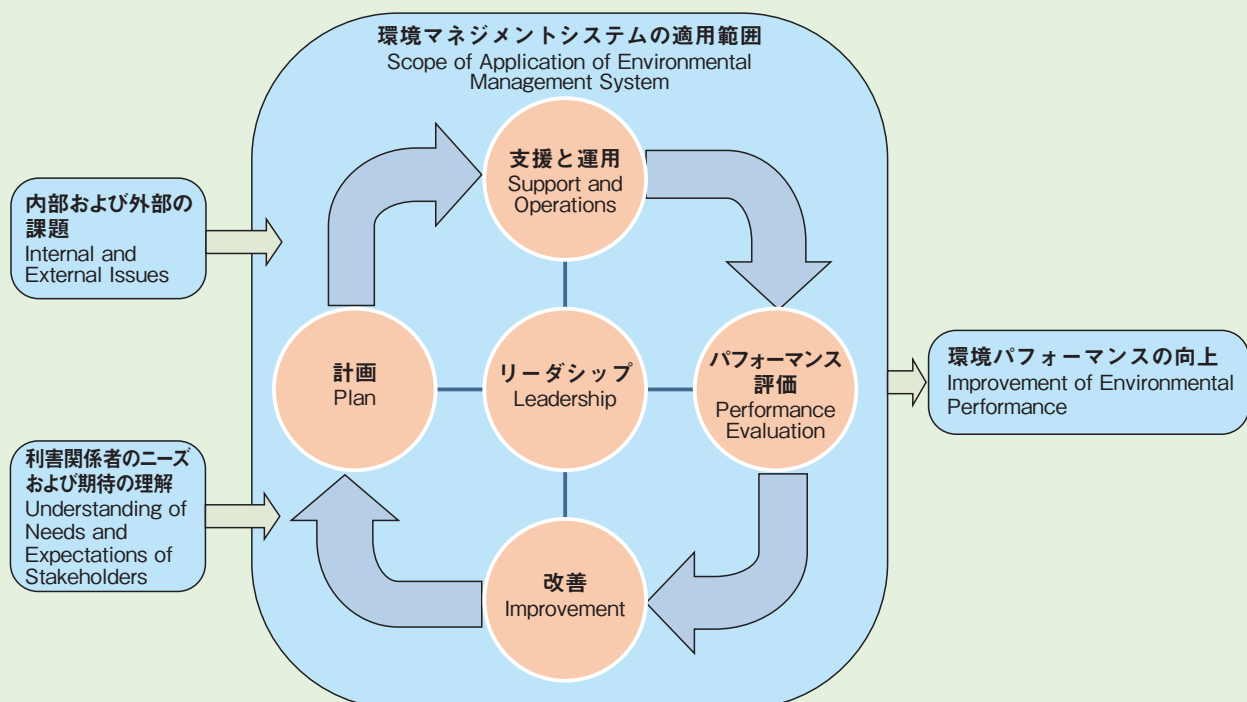 環境マネジメントシステムの適用範囲
Scope of Application of Environmental
Management System
支援と運用
Support and
Operations
内部および外部の
課題
Internal and
External Issues
計画
Plan
リーダシップ
Leadership
パフォーマンス
評価
Performance
Evaluation
環境パフォーマンスの向上
Improvement of Environmental
Performance
利害関係者のニーズ
および期待の理解
Understanding of
Needs and
Expectations of
Stakeholders
改善
Improvement